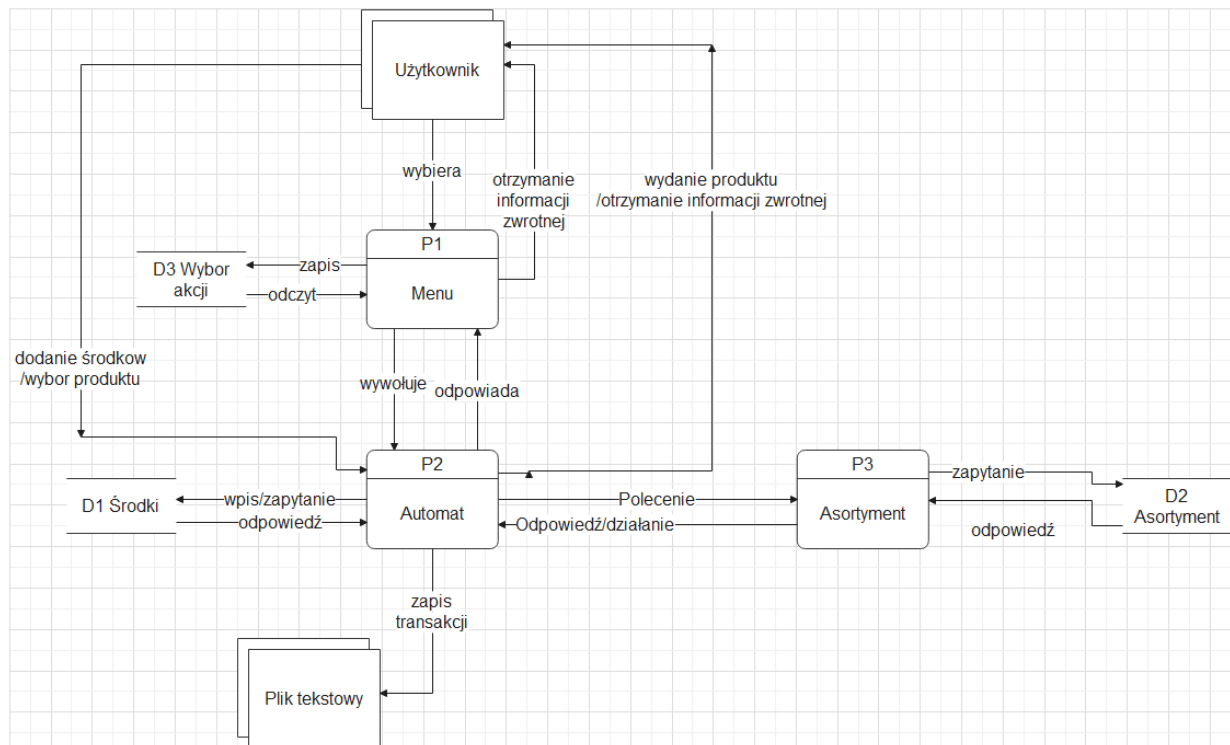 Użytkownik
wybiera
otrzymanie
informacji
zwrotnej
wydanie produktu
/otrzymanie informacji zwrotnej
P1
Menu
D3 Wybor
akcji
zapis
odczyt
dodanie środkow
/wybor produktu
wywołuje
odpowiada
P2
Automat
D1 Środki
wpis/zapytanie
odpowiedź
Polecenie
Odpowiedź/działanie
P3
Asortyment
zapytanie
odpowiedź
D2
Asortyment
zapis
transakcji
Plik tekstowy